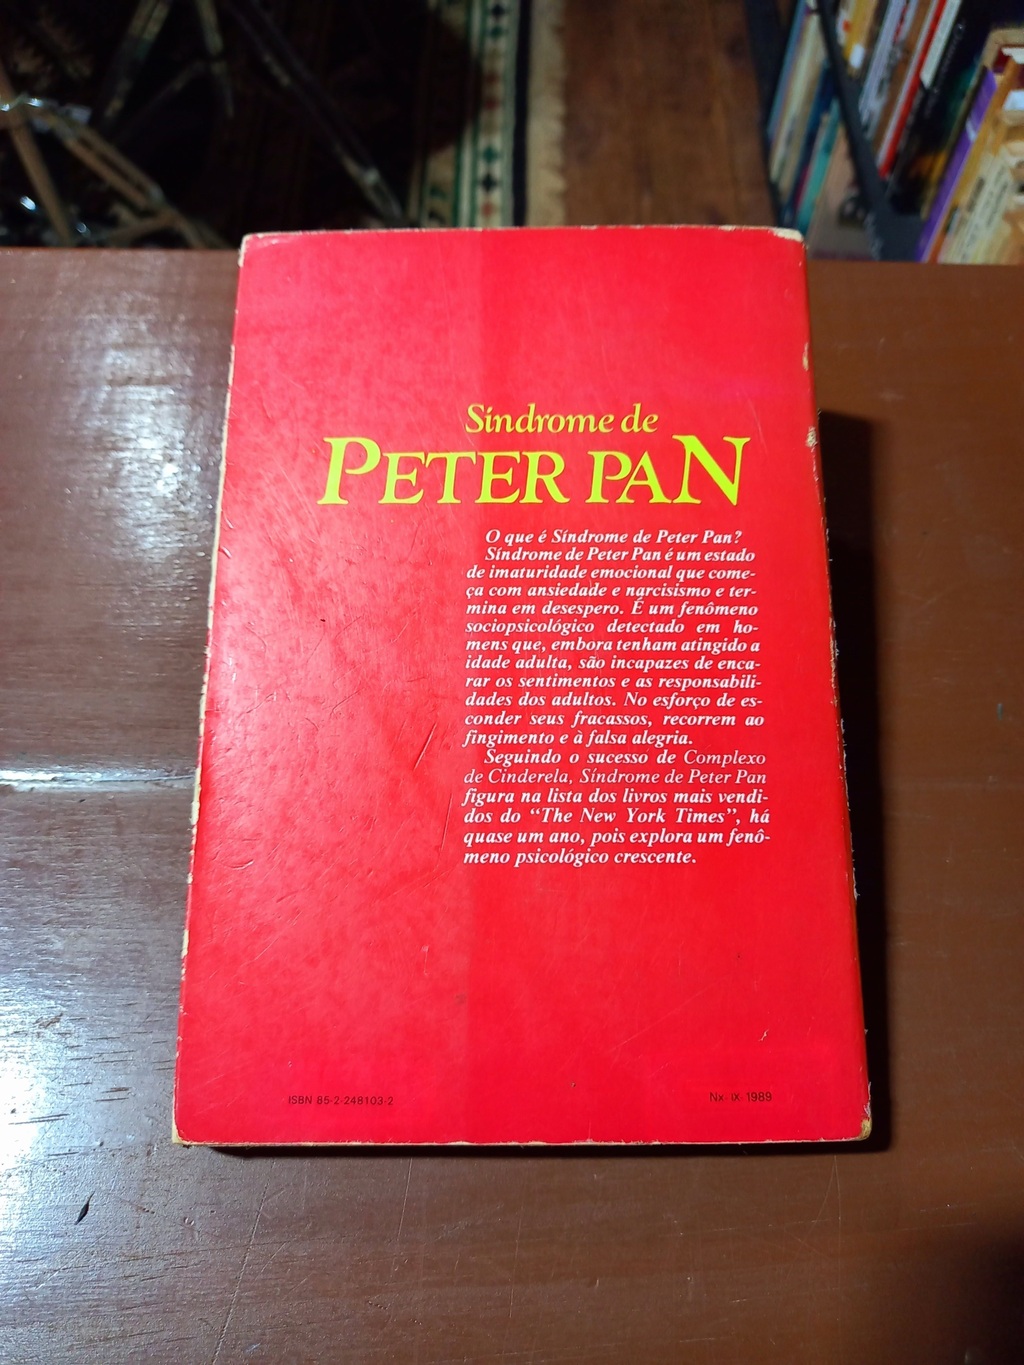 Síndrome de
PETER PAN
O que é Síndrome de Peter Pan?
Síndrome de Peter Pan é um estado
de imaturidade emocional que come-
ça com ansiedade e narcisismo e ter-
mina em desespero. É um fenômeno
sociopsicológico detectado em ho-
mens que, embora tenham atingido a
idade adulta, são incapazes de enca-
rar os sentimentos e as responsabili-
dades dos adultos. No esforço de es-
conder seus fracassos, recorrem ao
fingimento e à falsa alegria.
Seguindo o sucesso de Complexo
de Cinderela, Síndrome de Peter Pan
figura na lista dos livros mais vendi-
dos do “The New York Times”, há
quase um ano, pois explora um fenô-
meno psicológico crescente.
ISBN 85-2-248103-2
Nx-IX-1989